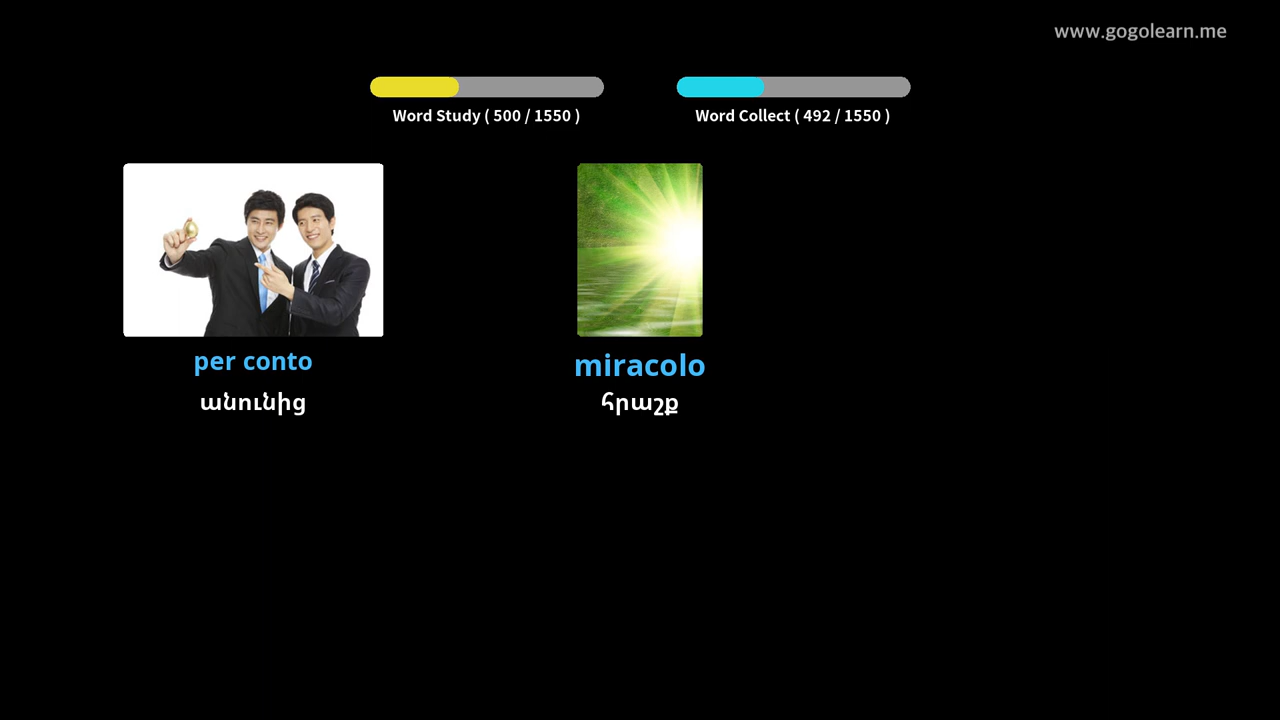 www.gogolearn.me
Word Study ( 500 / 1550 )
Word Collect ( 492 / 1550 )
per conto
անունից
miracolo
հրաշք